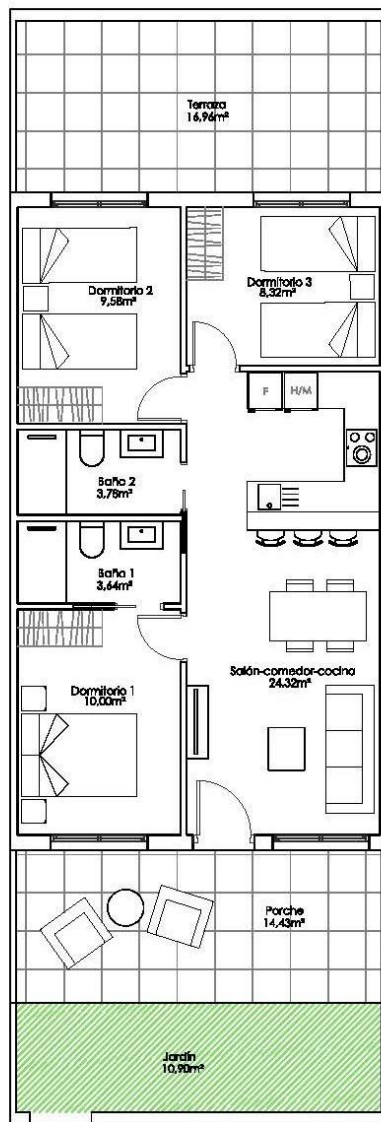 Terraza
16,96m²
Dormitorio 2
9,58m²
Dormitorio 3
8,32m²
F
H/M
Baño 2
3,78m²
Baño 1
3,64m²
Salón-comedor-cocina
24,32m²
Dormitorio 1
10,00m²
Porche
14,43m²
Jardín
10,90m²